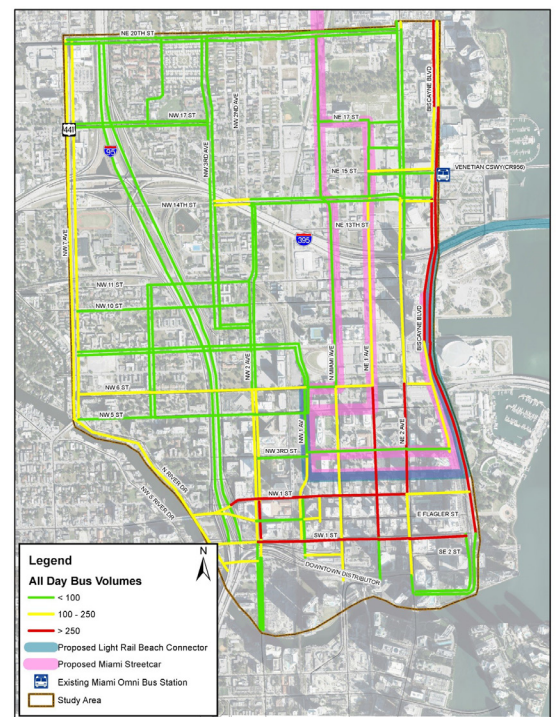 NE 20TH ST
BISCAYNE BLVD
NW 2ND AVE
NW 17 ST
NE 17 ST
441
95
NW 3RD AVE
VENETIAN CSWY(CR956)
NE 15 ST
NW 14TH ST
NE 13TH ST
395
NW 7 AVE
NW 11 ST
NW 10 ST
BISCAYNE BLVD
N MIAMI AVE
NE 1 AVE
NW 2 AVE
NW 6 ST
NW 5 ST
NW 1 AV
NE 2 AVE
NW 3RD ST
N RIVER DR
NW S RIVER DR
NW 1 ST
E FLAGLER ST
SW 1 ST
SE 2 ST
DOWNTOWN DISTRIBUTOR
N
Legend
All Day Bus Volumes
< 100
100 - 250
> 250
Proposed Light Rail Beach Connector
Proposed Miami Streetcar
Existing Miami Omni Bus Station
Study Area